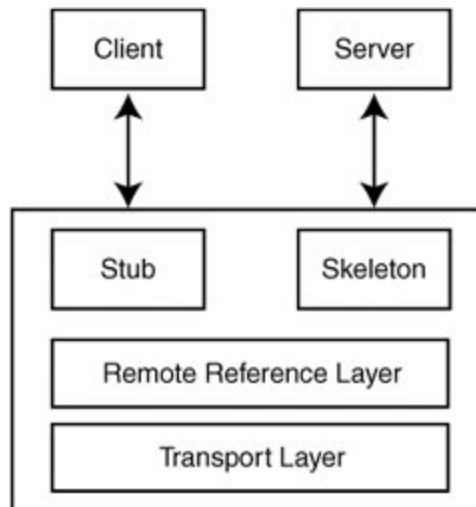 Client
Server
Stub
Skeleton
Remote Reference Layer
Transport Layer